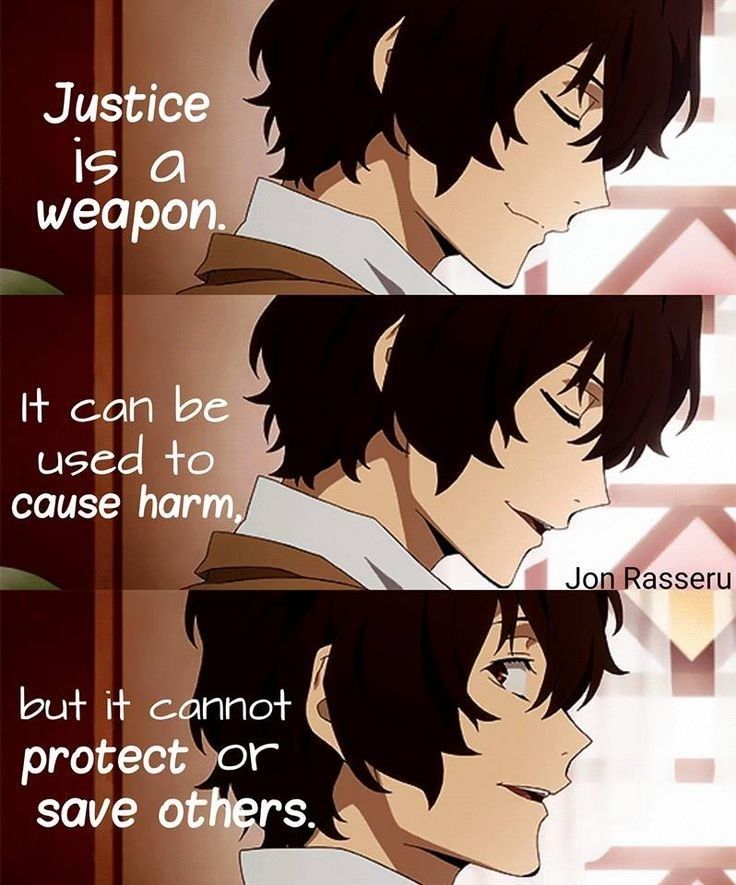 Justice
is a
weapon.
It can be
used to
cause harm,
Jon Rasseru
but it cannot
protect or
save others.